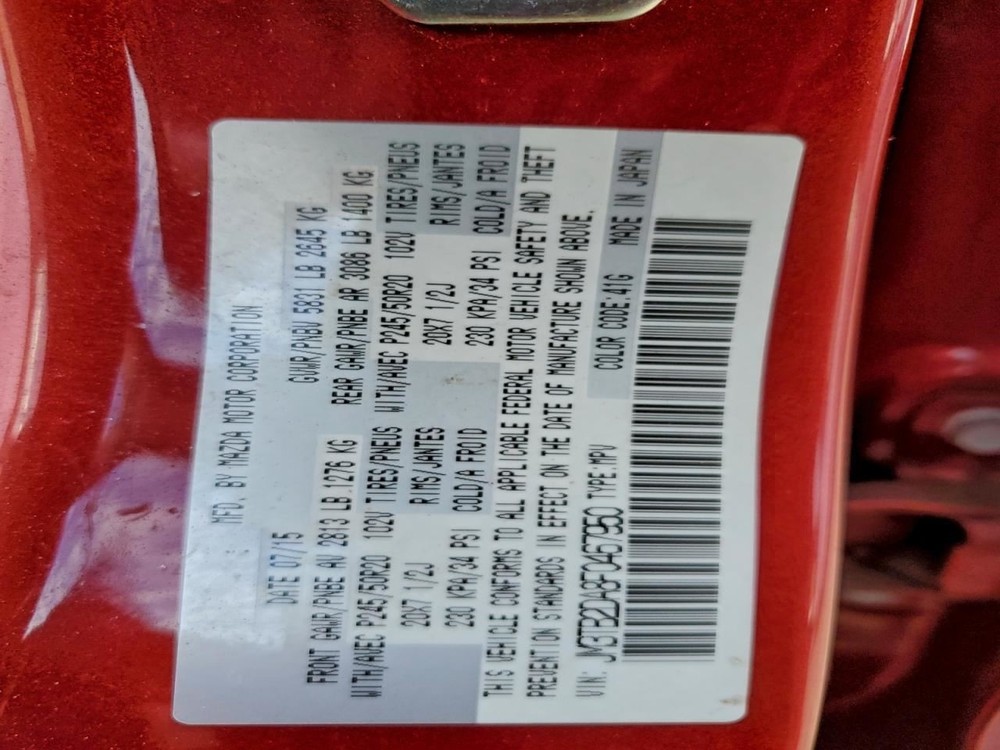 MFD. BY MAZDA MOTOR CORPORATION
DATE 07/15 GVWR/PNBV 5831 LB 2645 KG
FRONT GAWR/PNBE AV 2813 LB 1276 KG REAR GAWR/PNBE AR 3086 LB 1400 KG
WITH/AVEC P245/50R20 102V TIRES/PNEUS WITH/AVEC P245/50R20 102V TIRES/PNEUS
20X7 1/2J RIMS/JANTES 20X7 1/2J RIMS/JANTES
230 KPA/34 PSI COLD/A FROID 230 KPA/34 PSI COLD/A FROID
THIS VEHICLE CONFORMS TO ALL APPLICABLE FEDERAL MOTOR VEHICLE SAFETY AND THEFT
PREVENTION STANDARDS IN EFFECT ON THE DATE OF MANUFACTURE SHOWN ABOVE.
VIN: JM3TB2DA8F0467950 TYPE:MPV COLOR CODE:41G MADE IN JAPAN